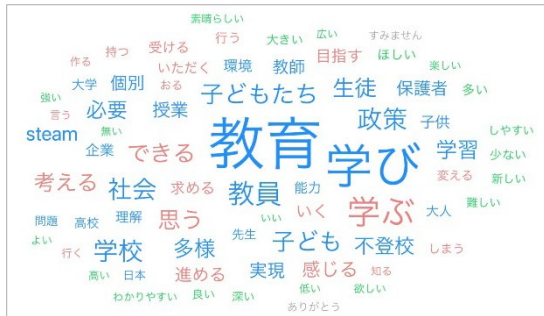 素晴らしい
作る 持つ 受ける 行う 大きい 広い すみません
大学 個別 いただく 環境 教師 目指す ほしい 楽しい
強い おる 子どもたち 生徒 保護者 多い
言う 必要 授業
steam 無い 教育 政策 子供 しやすい
企業 できる 学び 学習 少ない
考える 社会 求める 教員 能力 変える 新しい
問題 高校 理解 思う いい いく 学ぶ 大人 難しい
よい 先生
行く 学校 多様 子ども 不登校 しまう
高い 日本 進める 実現 感じる 知る
わかりやすい 良い 深い 低い 欲しい
ありがとう